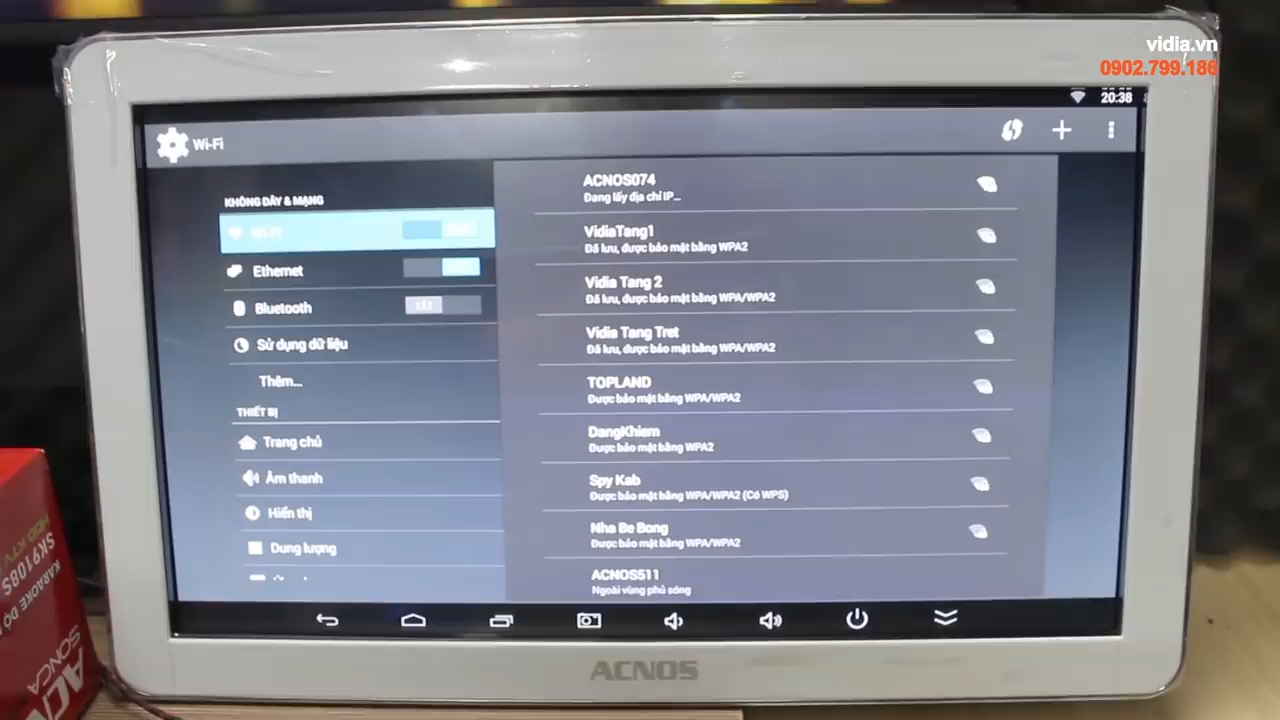 vidia.vn
0902.799.186
20:38
Wi-Fi
KHÔNG DÂY & MẠNG
Wi-Fi
Ethernet
Bluetooth
TẮT
Sử dụng dữ liệu
Thêm...
THIẾT BỊ
Trang chủ
Âm thanh
Hiển thị
Dung lượng
ACNOS074
Đang lấy địa chỉ IP...
VidiaTang1
Đã lưu, được bảo mật bằng WPA2
Vidia Tang 2
Đã lưu, được bảo mật bằng WPA/WPA2
Vidia Tang Tret
Đã lưu, được bảo mật bằng WPA/WPA2
TOPLAND
Được bảo mật bằng WPA/WPA2
DangKhiem
Được bảo mật bằng WPA2
Spy Kab
Được bảo mật bằng WPA/WPA2 (Có WPS)
Nha Be Bong
Được bảo mật bằng WPA/WPA2
ACNOS511
Ngoài vùng phủ sóng
ACNOS
HDD KTV
SK9108S
KARAOKE ĐỘ
SONCA